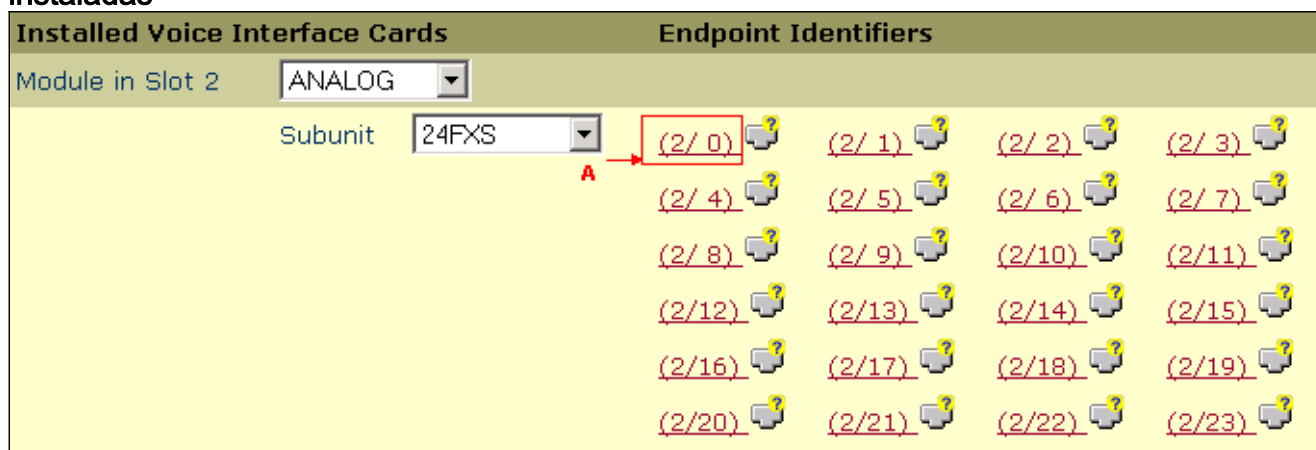 instaladas
Installed Voice Interface Cards Endpoint Identifiers
Module in Slot 2 ANALOG
Subunit 24FXS A (2/ 0) ? (2/ 1) ? (2/ 2) ? (2/ 3) ?
(2/ 4) ? (2/ 5) ? (2/ 6) ? (2/ 7) ?
(2/ 8) ? (2/ 9) ? (2/10) ? (2/11) ?
(2/12) ? (2/13) ? (2/14) ? (2/15) ?
(2/16) ? (2/17) ? (2/18) ? (2/19) ?
(2/20) ? (2/21) ? (2/22) ? (2/23) ?